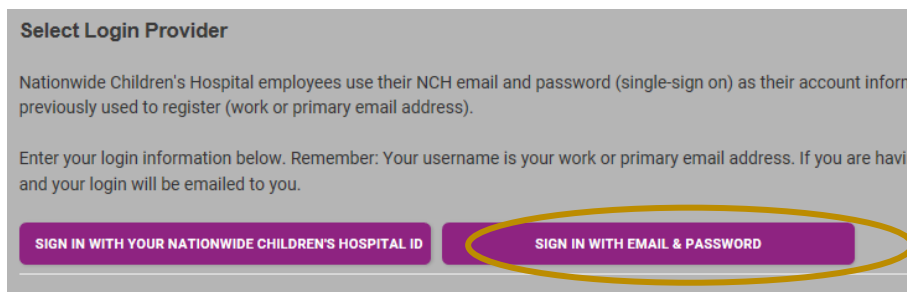 Select Login Provider
Nationwide Children's Hospital employees use their NCH email and password (single-sign on) as their account
previously used to register (work or primary email address).
Enter your login information below. Remember: Your username is your work or primary email address. If you are
and your login will be emailed to you.
SIGN IN WITH YOUR NATIONWIDE CHILDREN'S HOSPITAL ID
SIGN IN WITH EMAIL & PASSWORD